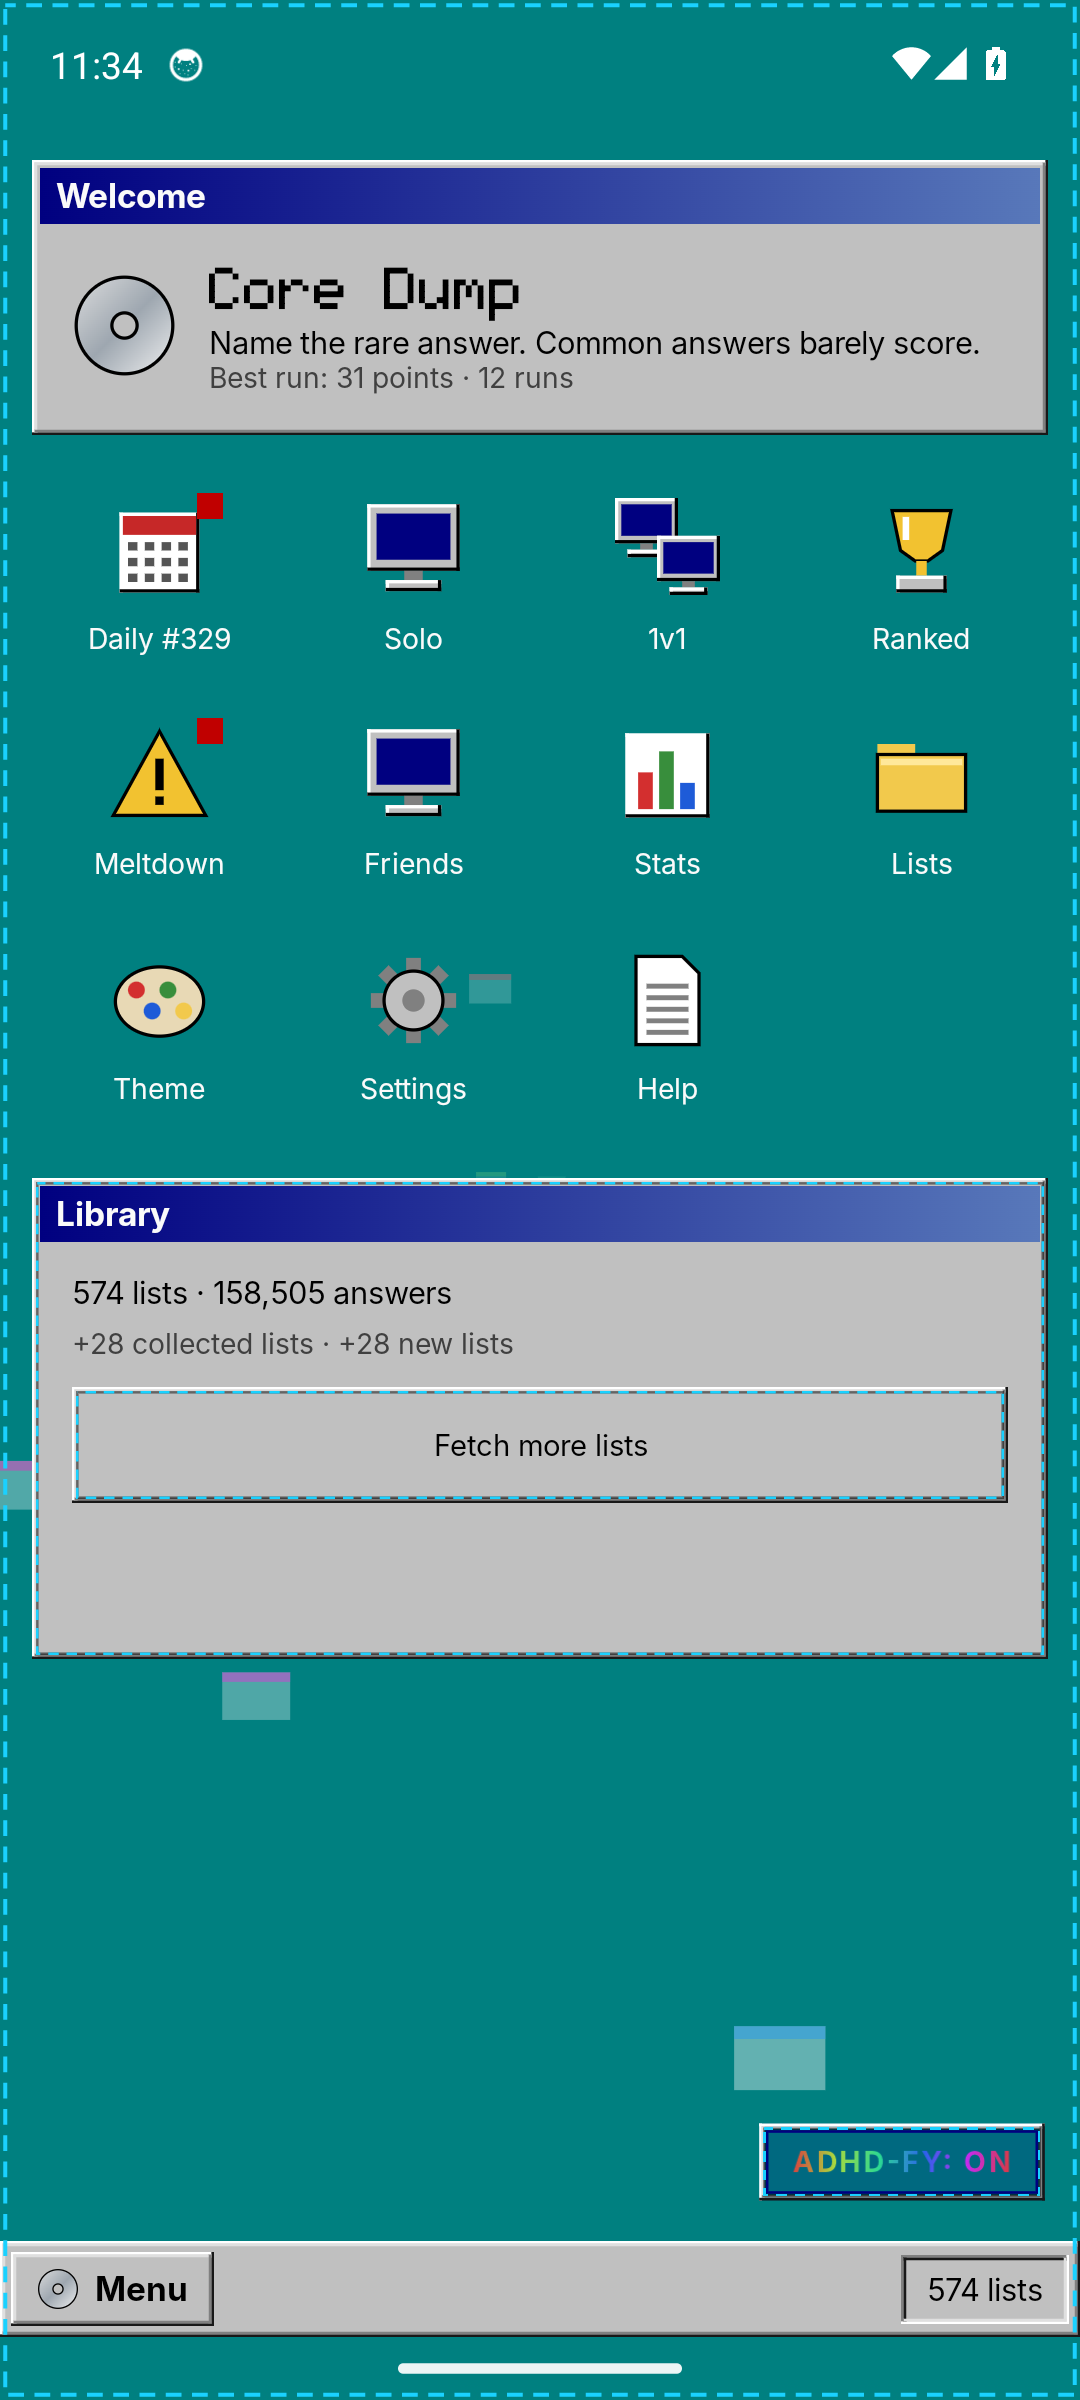 11:34
Welcome
Core Dump
Name the rare answer. Common answers barely score.
Best run: 31 points · 12 runs
Daily #329
Solo
1v1
Ranked
Meltdown
Friends
Stats
Lists
Theme
Settings
Help
Library
574 lists · 158,505 answers
+28 collected lists · +28 new lists
Fetch more lists
ADHD-FY: ON
Menu
574 lists